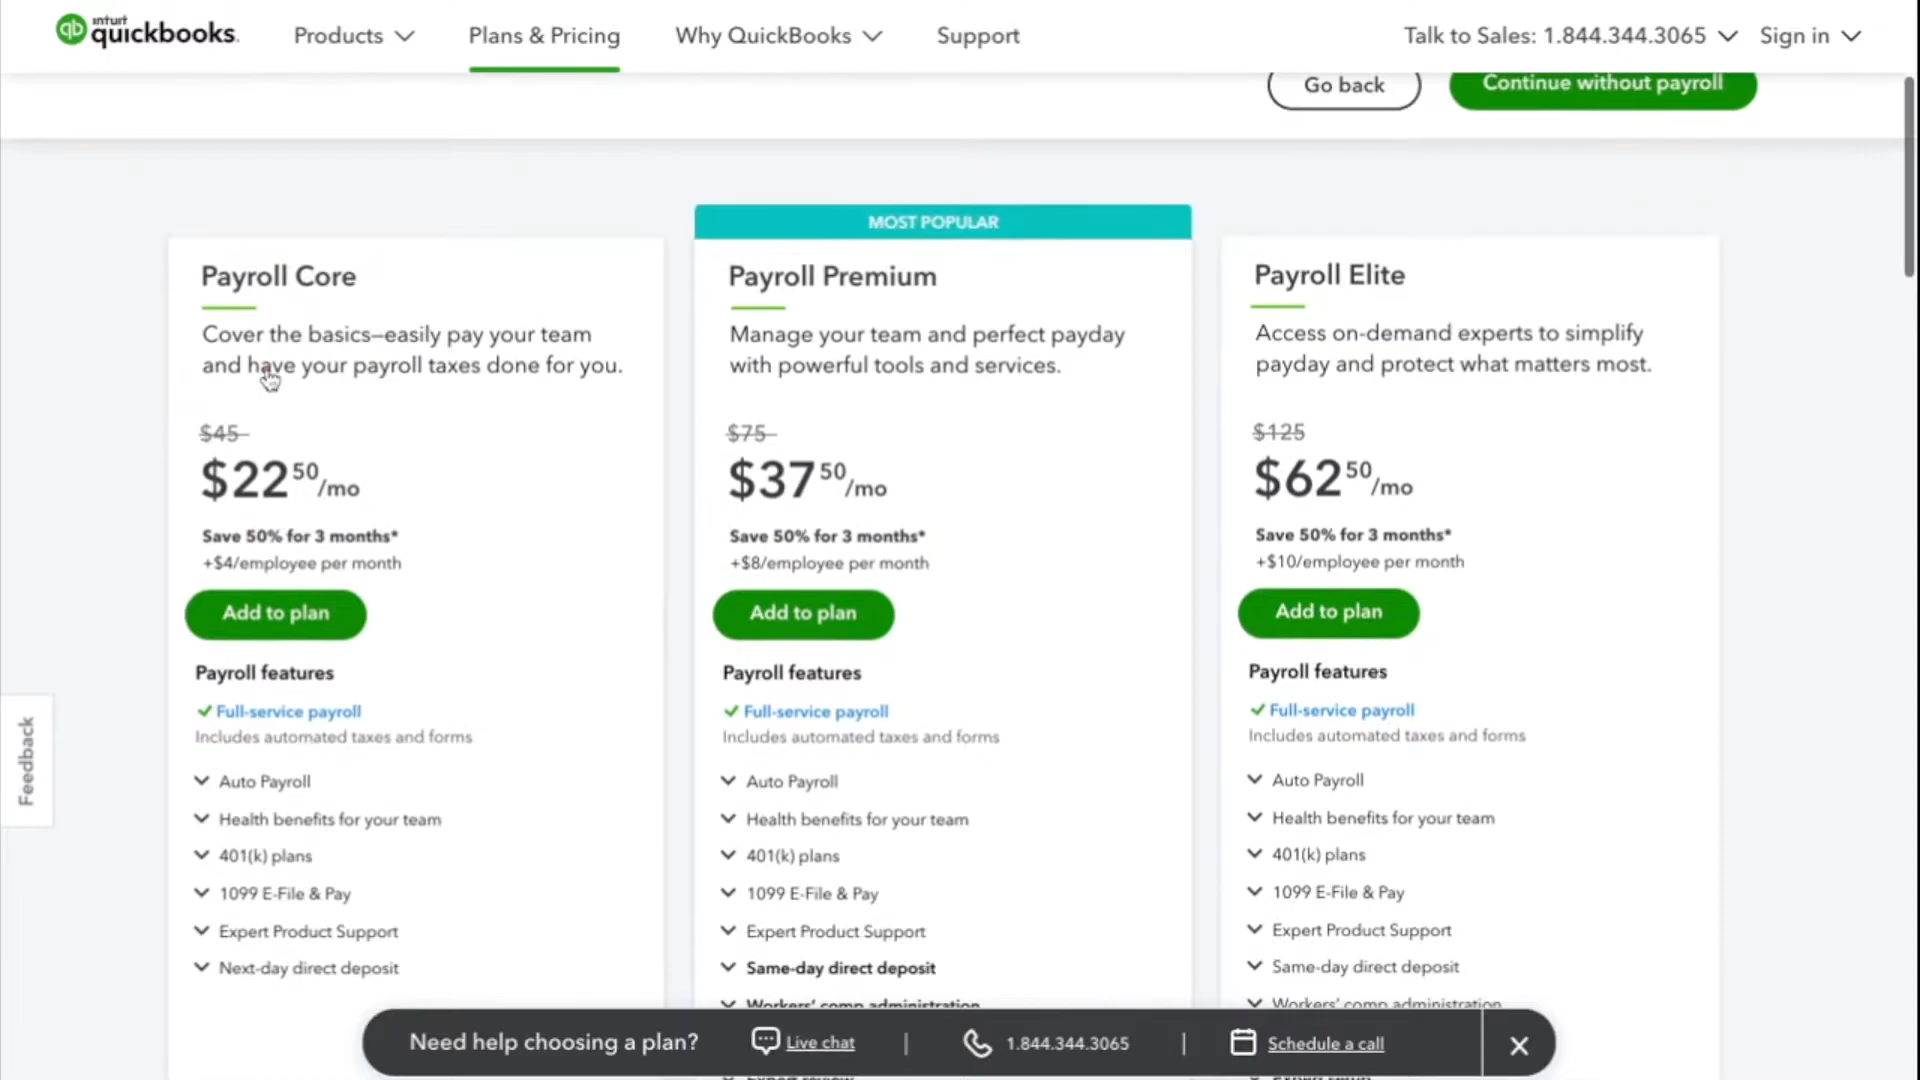 intuit quickbooks.
Products
Plans & Pricing
Why QuickBooks
Support
Talk to Sales: 1.844.344.3065
Sign in
Go back
Continue without payroll
MOST POPULAR
Payroll Core
Cover the basics—easily pay your team
and have your payroll taxes done for you.
$45
$22 50/mo
Save 50% for 3 months*
+$4/employee per month
Add to plan
Payroll features
Full-service payroll
Includes automated taxes and forms
Auto Payroll
Health benefits for your team
401(k) plans
1099 E-File & Pay
Expert Product Support
Next-day direct deposit
Payroll Premium
Manage your team and perfect payday
with powerful tools and services.
$75
$37 50/mo
Save 50% for 3 months*
+$8/employee per month
Add to plan
Payroll features
Full-service payroll
Includes automated taxes and forms
Auto Payroll
Health benefits for your team
401(k) plans
1099 E-File & Pay
Expert Product Support
Same-day direct deposit
Workers' comp administration
Payroll Elite
Access on-demand experts to simplify
payday and protect what matters most.
$125
$62 50/mo
Save 50% for 3 months*
+$10/employee per month
Add to plan
Payroll features
Full-service payroll
Includes automated taxes and forms
Auto Payroll
Health benefits for your team
401(k) plans
1099 E-File & Pay
Expert Product Support
Same-day direct deposit
Workers' comp administration
Feedback
Need help choosing a plan?
Live chat
1.844.344.3065
Schedule a call